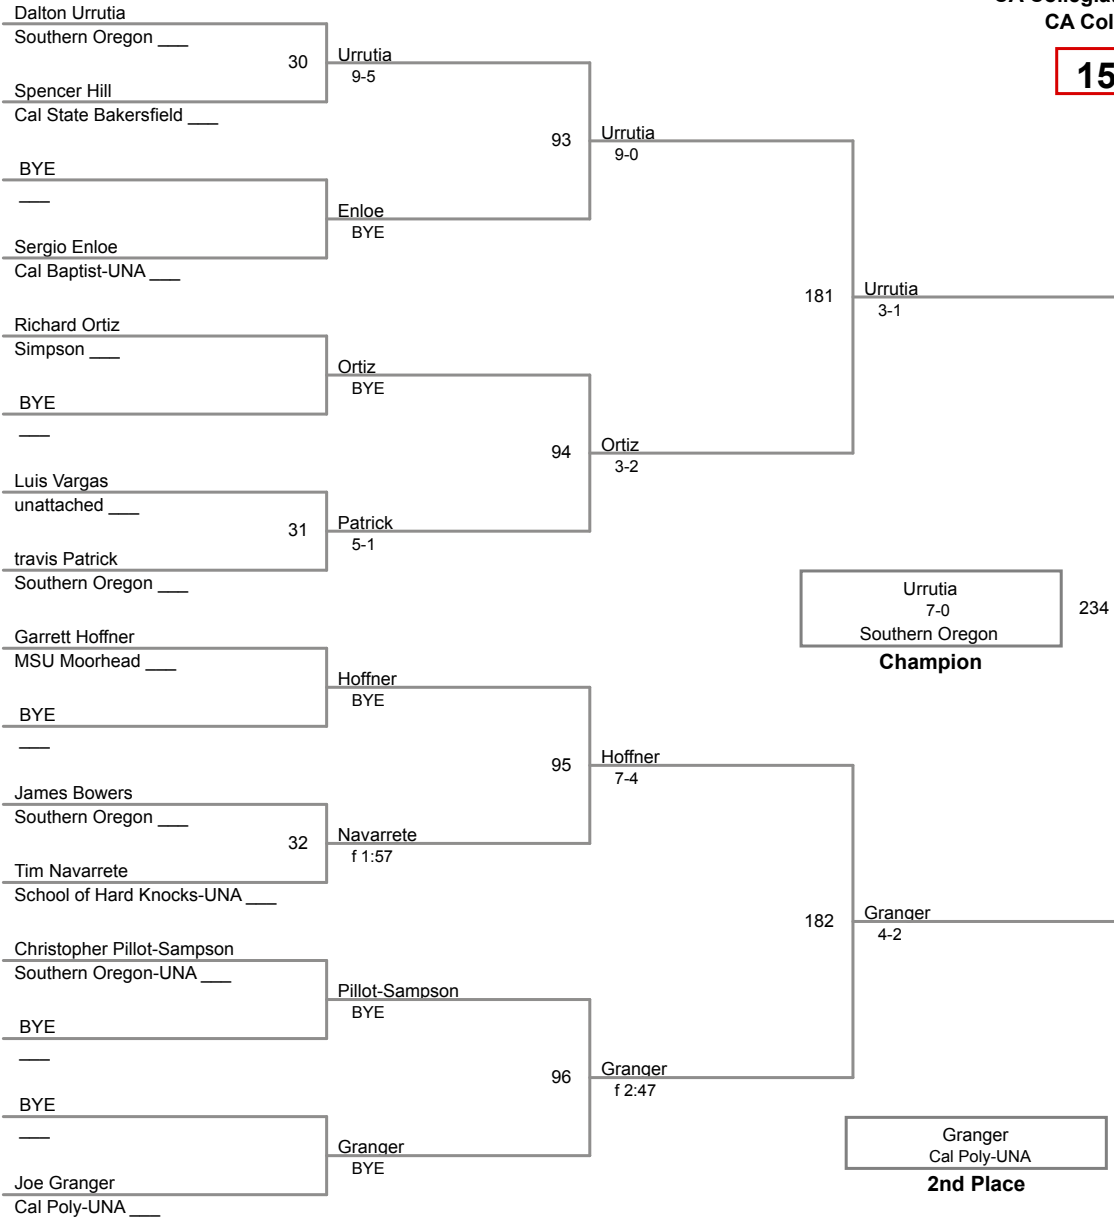 CA Col
15
Dalton Urrutia
Southern Oregon ___
30
Urrutia
9-5
Spencer Hill
Cal State Bakersfield ___
93
Urrutia
9-0
BYE
___
Enloe
BYE
Sergio Enloe
Cal Baptist-UNA ___
181
Urrutia
3-1
Richard Ortiz
Simpson ___
Ortiz
BYE
BYE
___
94
Ortiz
3-2
Luis Vargas
unattached ___
31
Patrick
5-1
travis Patrick
Southern Oregon ___
Urrutia
7-0
Southern Oregon
234
Champion
Garrett Hoffner
MSU Moorhead ___
Hoffner
BYE
BYE
___
95
Hoffner
7-4
James Bowers
Southern Oregon ___
32
Navarrete
f 1:57
Tim Navarrete
School of Hard Knocks-UNA ___
182
Granger
4-2
Christopher Pillot-Sampson
Southern Oregon-UNA ___
Pillot-Sampson
BYE
BYE
___
96
Granger
f 2:47
BYE
___
Granger
BYE
Joe Granger
Cal Poly-UNA ___
Granger
Cal Poly-UNA
2nd Place